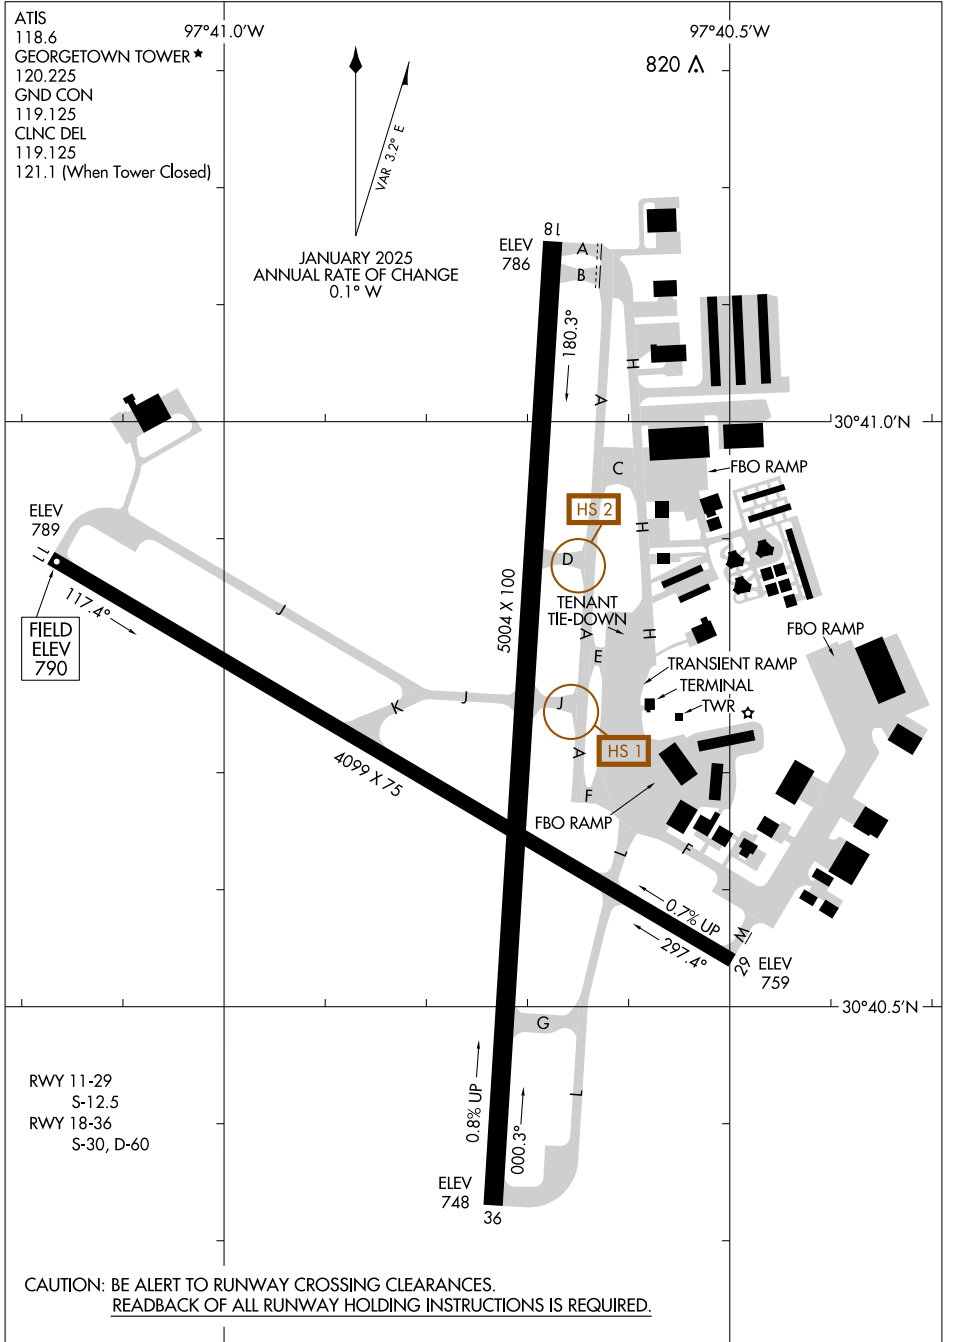 ATIS
118.6
GEORGETOWN TOWER★
120.225
GND CON
119.125
CLNC DEL
119.125
121.1 (When Tower Closed)
97°41.0'W
97°40.5'W
820
VAR 3.2° E
JANUARY 2025
ANNUAL RATE OF CHANGE
0.1° W
ELEV
786
18
A
B
180.3°
H
A
30°41.0'N
C
FBO RAMP
HS 2
H
ELEV
789
11
D
117.4°
5004 X 100
TENANT
TIE-DOWN
J
FIELD
ELEV
790
A
H
E
FBO RAMP
TRANSIENT RAMP
TERMINAL
TWR
K
J
J
HS 1
A
4099 X 75
F
FBO RAMP
L
F
0.7% UP
297.4°
M
29
ELEV
759
30°40.5'N
G
0.8% UP
000.3°
L
RWY 11-29
S-12.5
RWY 18-36
S-30, D-60
ELEV
748
36
CAUTION: BE ALERT TO RUNWAY CROSSING CLEARANCES.
READBACK OF ALL RUNWAY HOLDING INSTRUCTIONS IS REQUIRED.